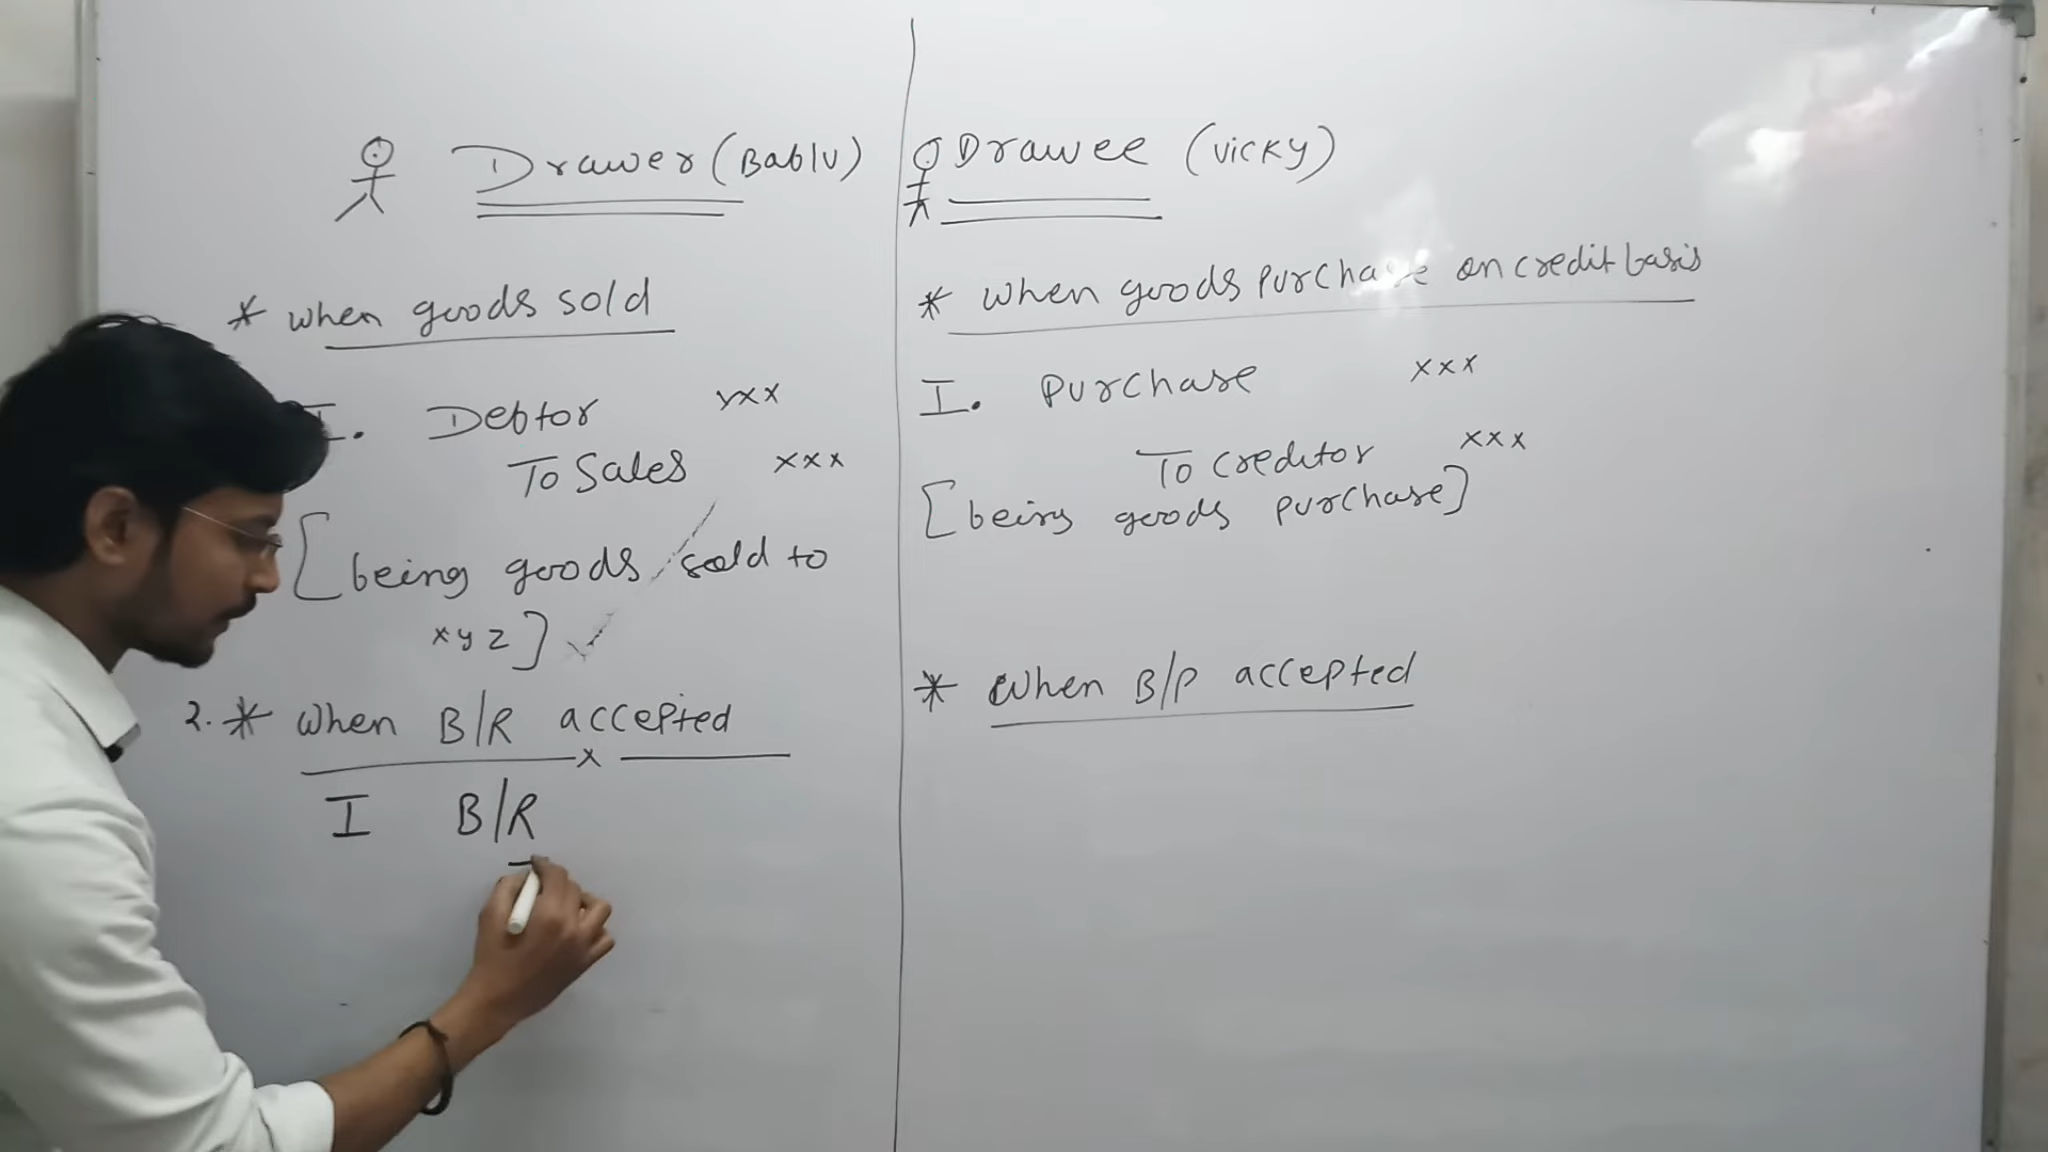 Drawer (Bablu)
* when goods sold
I. Debtor xxx
To Sales xxx
[being goods sold to
xyz]
2. * when B/R accepted
x
I B/R
Drawee (vicky)
* when goods purchase on credit basis
I. Purchase xxx
To creditor xxx
[being goods purchase]
* when B/P accepted